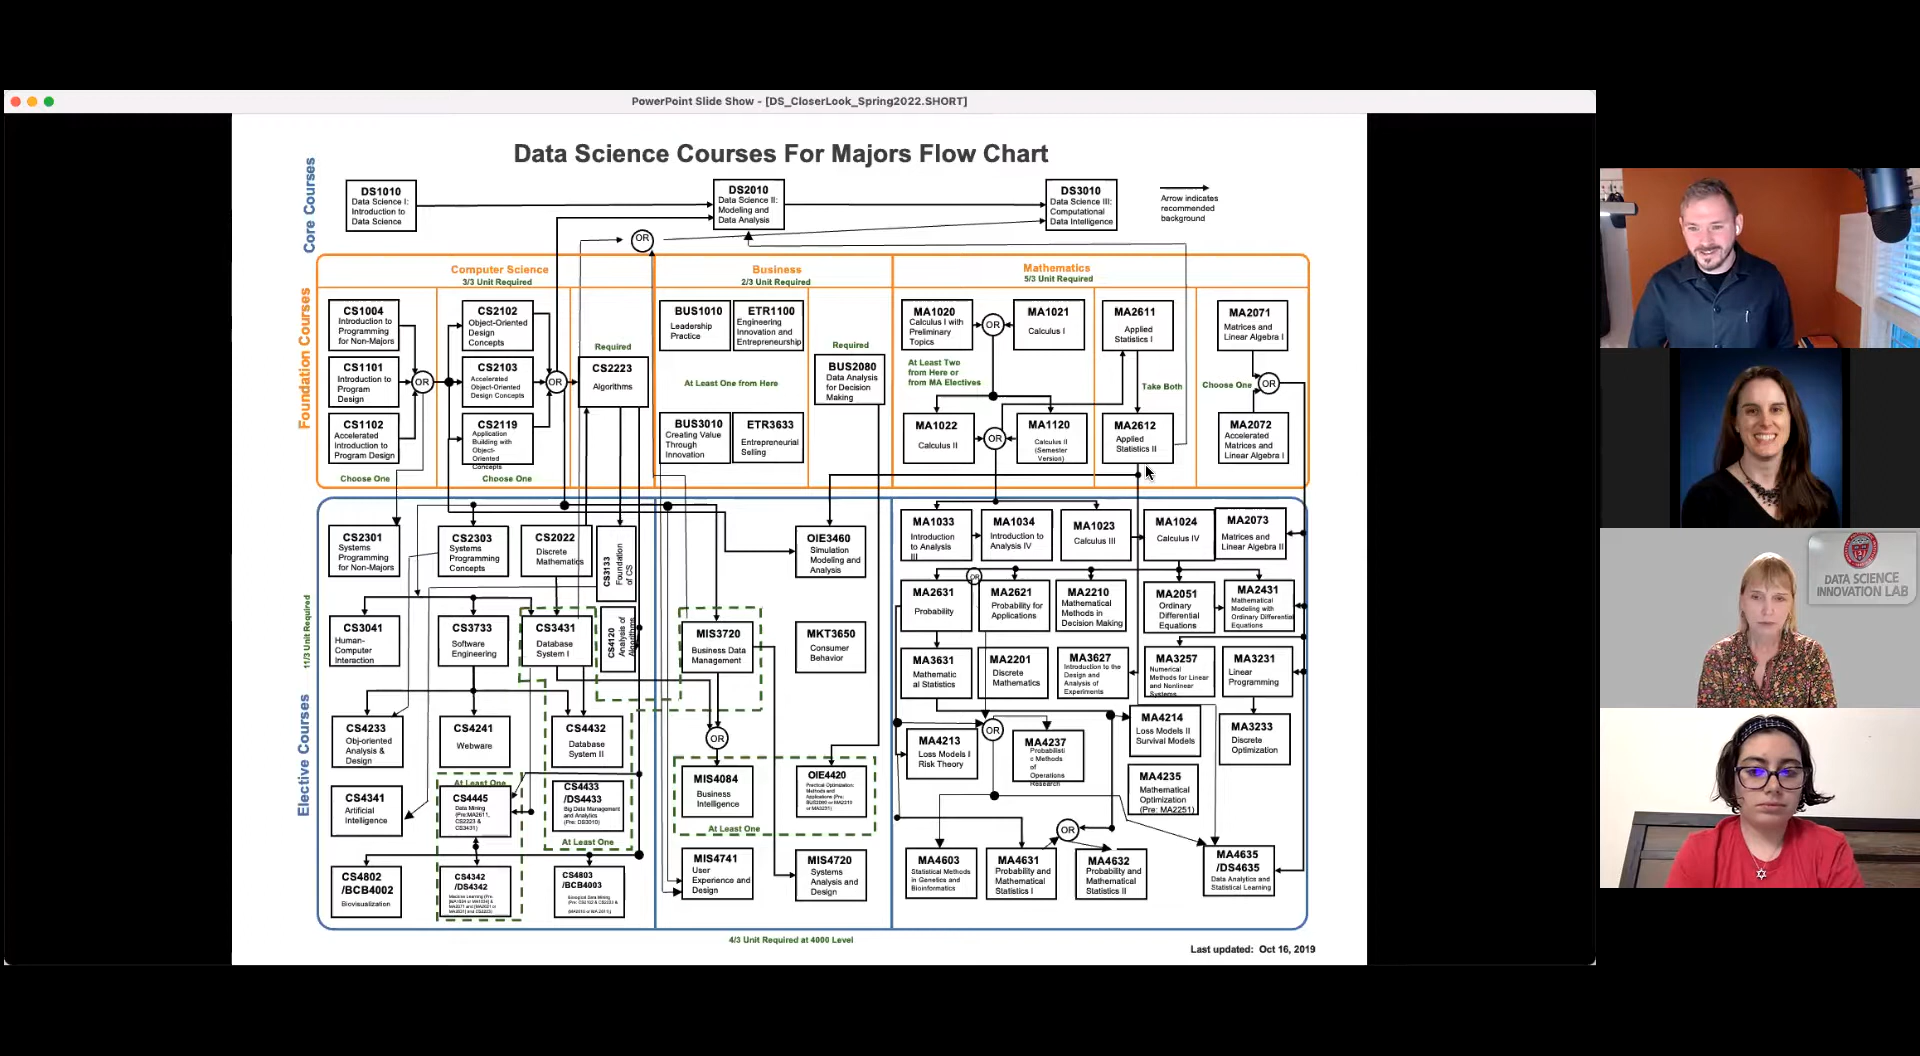 PowerPoint Slide Show - [DS_CloserLook_Spring2022.SHORT]
Data Science Courses For Majors Flow Chart
Core Courses
DS1010
Data Science I:
Introduction to
Data Science
DS2010
Data Science II:
Modeling and
Data Analysis
DS3010
Data Science III:
Computational
Data Intelligence
Arrow indicates
recommended
background
OR
Foundation Courses
Computer Science
3/3 Unit Required
Business
2/3 Unit Required
Mathematics
5/3 Unit Required
CS1004
Introduction to
Programming
for Non-Majors
CS1101
Introduction to
Program
Design
CS1102
Accelerated
Introduction to
Program Design
Choose One
OR
CS2102
Object-Oriented
Design
Concepts
CS2103
Accelerated
Object-Oriented
Design Concepts
CS2119
Application
Building with
Object-
Oriented
Concepts
Choose One
OR
Required
CS2223
Algorithms
BUS1010
Leadership
Practice
ETR1100
Engineering
Innovation and
Entrepreneurship
At Least One from Here
BUS3010
Creating Value
Through
Innovation
ETR3633
Entrepreneurial
Selling
Required
BUS2080
Data Analysis
for Decision
Making
MA1020
Calculus I with
Preliminary
Topics
OR
MA1021
Calculus I
At Least Two
from Here or
from MA Electives
MA1022
Calculus II
OR
MA1120
Calculus II
(Semester
Version)
MA2611
Applied
Statistics I
Take Both
MA2612
Applied
Statistics II
MA2071
Matrices and
Linear Algebra I
Choose One
OR
MA2072
Accelerated
Matrices and
Linear Algebra I
Elective Courses
11/3 Unit Required
CS2301
Systems
Programming
for Non-Majors
CS2303
Systems
Programming
Concepts
CS2022
Discrete
Mathematics
CS3133
Foundation
of CS
CS3041
Human-
Computer
Interaction
CS3733
Software
Engineering
CS3431
Database
System I
CS4120
Analysis of
Algorithms
CS4233
Obj-oriented
Analysis &
Design
CS4241
Webware
CS4432
Database
System II
CS4341
Artificial
Intelligence
At Least One
CS4445
Data Mining
(Pre:MA2611,
CS2223 &
CS3431)
CS4433
/DS4433
Big Data Management
and Analytics
(Pre: DS3010)
At Least One
CS4802
/BCB4002
Biovisualization
CS4342
/DS4342
CS4803
/BCB4003
Biological Data Mining
OIE3460
Simulation
Modeling and
Analysis
MIS3720
Business Data
Management
MKT3650
Consumer
Behavior
OR
MIS4084
Business
Intelligence
OIE4420
Practical Optimization:
Methods and
At Least One
MIS4741
User
Experience and
Design
MIS4720
Systems
Analysis and
Design
MA1033
Introduction
to Analysis
III
MA1034
Introduction to
Analysis IV
MA1023
Calculus III
MA1024
Calculus IV
MA2073
Matrices and
Linear Algebra II
OR
MA2631
Probability
MA2621
Probability for
Applications
MA2210
Mathematical
Methods in
Decision Making
MA2051
Ordinary
Differential
Equations
MA2431
Mathematical
Modeling with
Ordinary Differential
Equations
MA3631
Mathematic
al Statistics
MA2201
Discrete
Mathematics
MA3627
Introduction to the
Design and
Analysis of
Experiments
MA3257
Numerical
Methods for Linear
and Nonlinear
Systems
MA3231
Linear
Programming
OR
MA4213
Loss Models I
Risk Theory
MA4237
Probabilisti
c Methods
of
Operations
Research
MA4214
Loss Models II
Survival Models
MA3233
Discrete
Optimization
MA4235
Mathematical
Optimization
(Pre: MA2251)
OR
MA4603
Statistical Methods
in Genetics and
Bioinformatics
MA4631
Probability and
Mathematical
Statistics I
MA4632
Probability and
Mathematical
Statistics II
MA4635
/DS4635
Data Analytics and
Statistical Learning
4/3 Unit Required at 4000 Level
Last updated: Oct 16, 2019
DATA SCIENCE
INNOVATION LAB